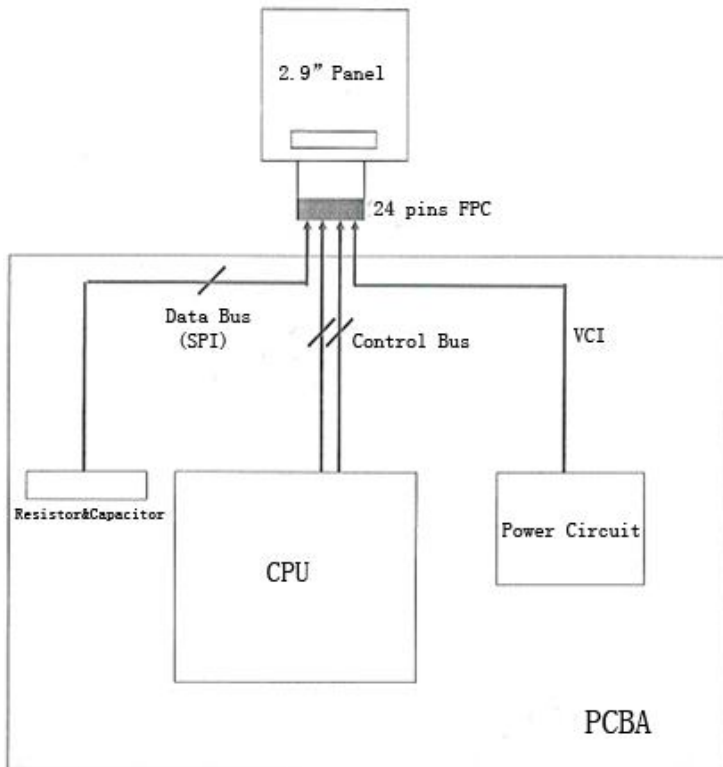 2.9” Panel
24 pins FPC
Data Bus
(SPI)
Control Bus
VCI
Resistor&Capacitor
CPU
Power Circuit
PCBA